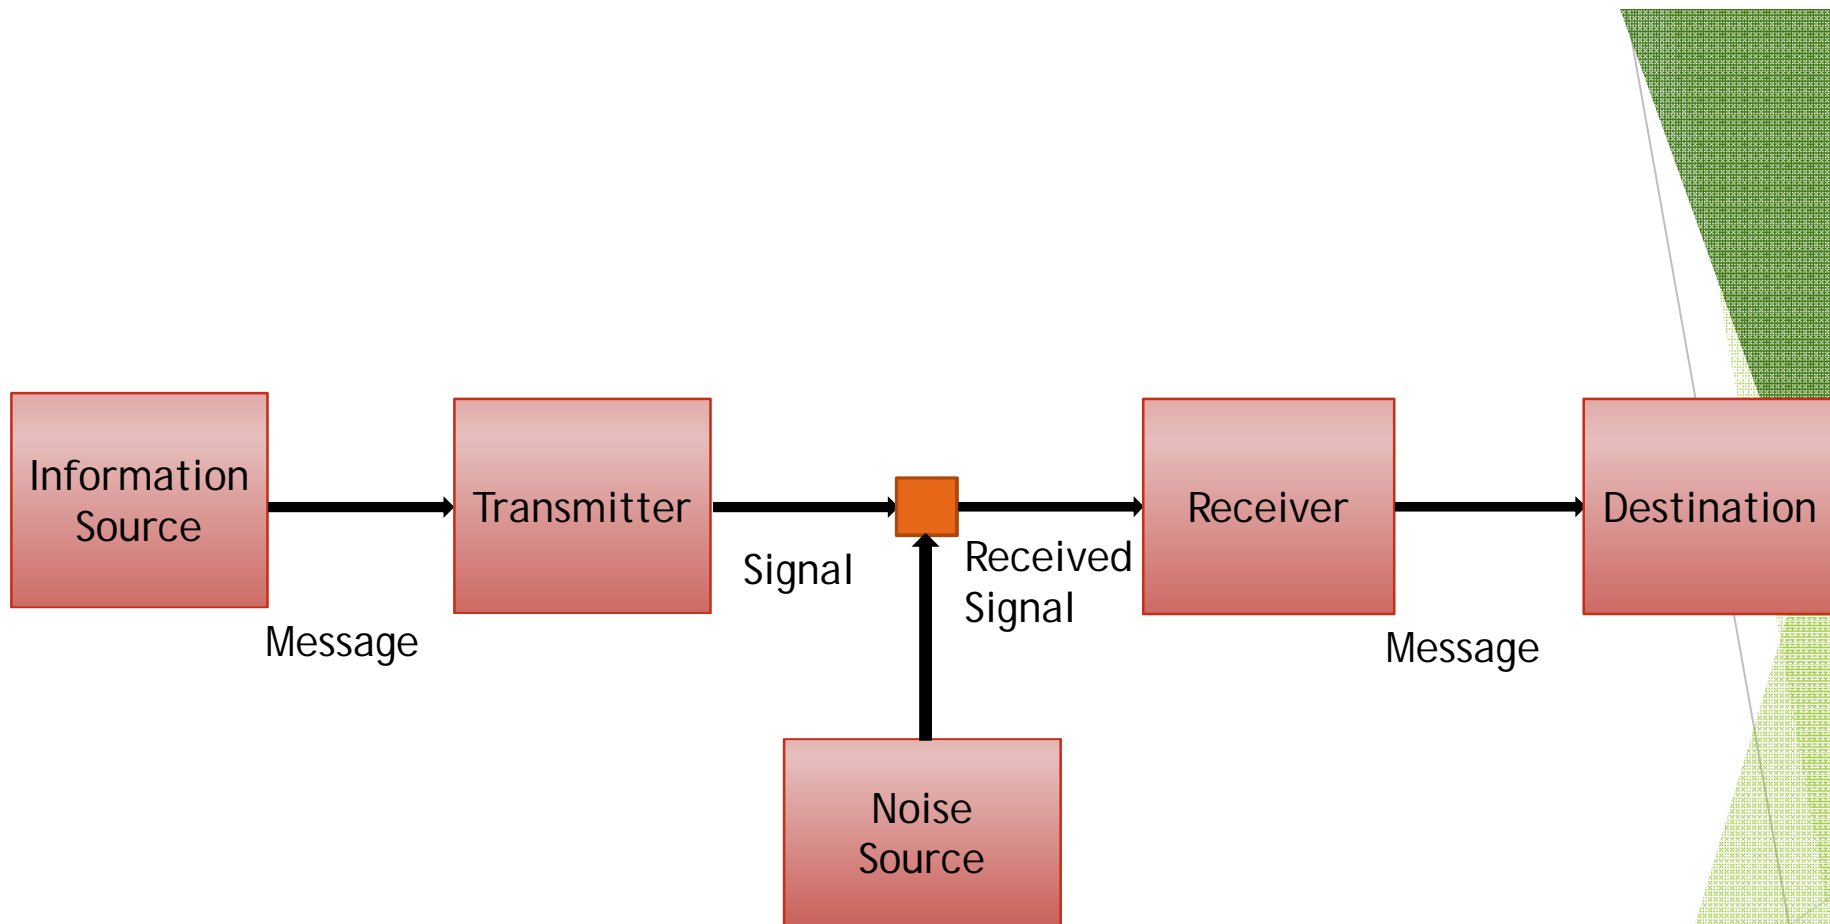 Information
Source
Message
Transmitter
Signal
Received
Signal
Receiver
Message
Destination
Noise
Source